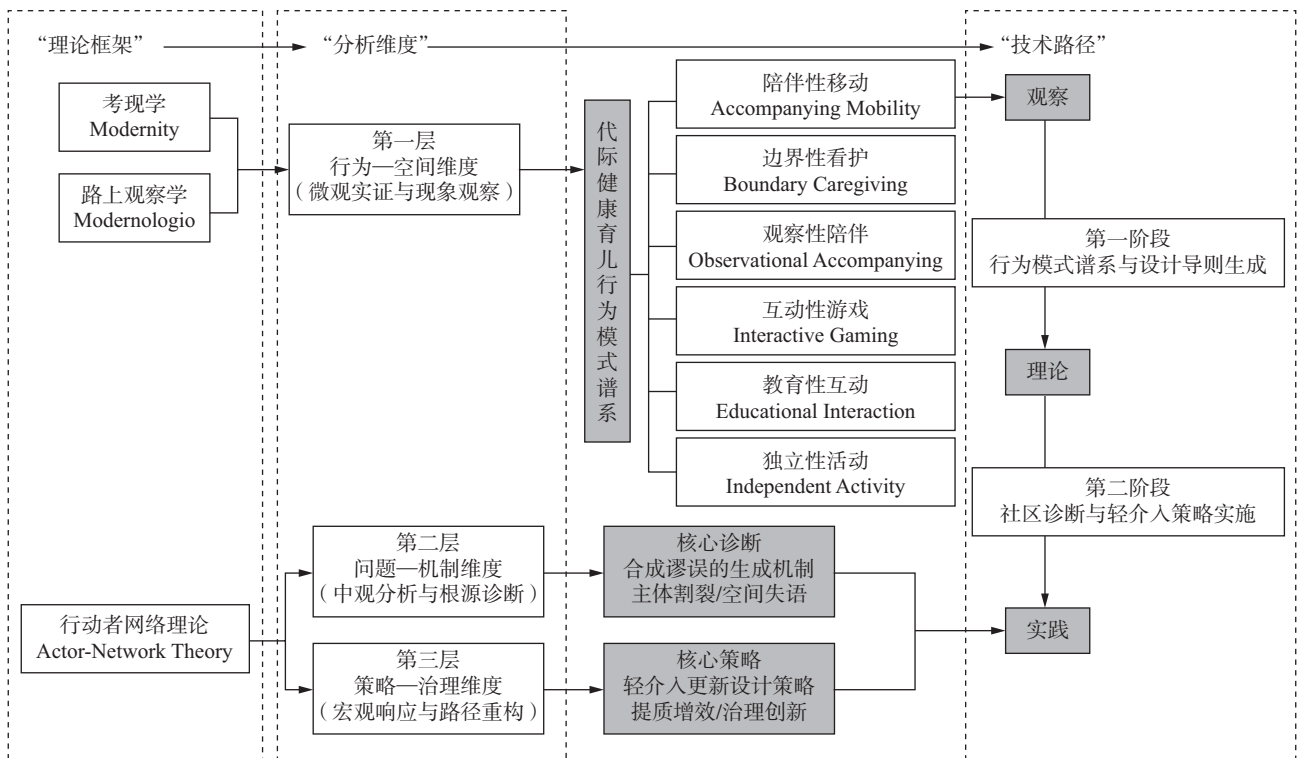 “理论框架”
“分析维度”
“技术路径”
考现学
Modernity
路上观察学
Modernologio
行动者网络理论
Actor-Network Theory
第一层
行为—空间维度
（微观实证与现象观察）
第二层
问题—机制维度
（中观分析与根源诊断）
第三层
策略—治理维度
（宏观响应与路径重构）
代际健康育儿行为模式谱系
陪伴性移动
Accompanying Mobility
边界性看护
Boundary Caregiving
观察性陪伴
Observational Accompanying
互动性游戏
Interactive Gaming
教育性互动
Educational Interaction
独立性活动
Independent Activity
核心诊断
合成谬误的生成机制
主体割裂/空间失语
核心策略
轻介入更新设计策略
提质增效/治理创新
观察
第一阶段
行为模式谱系与设计导则生成
理论
第二阶段
社区诊断与轻介入策略实施
实践